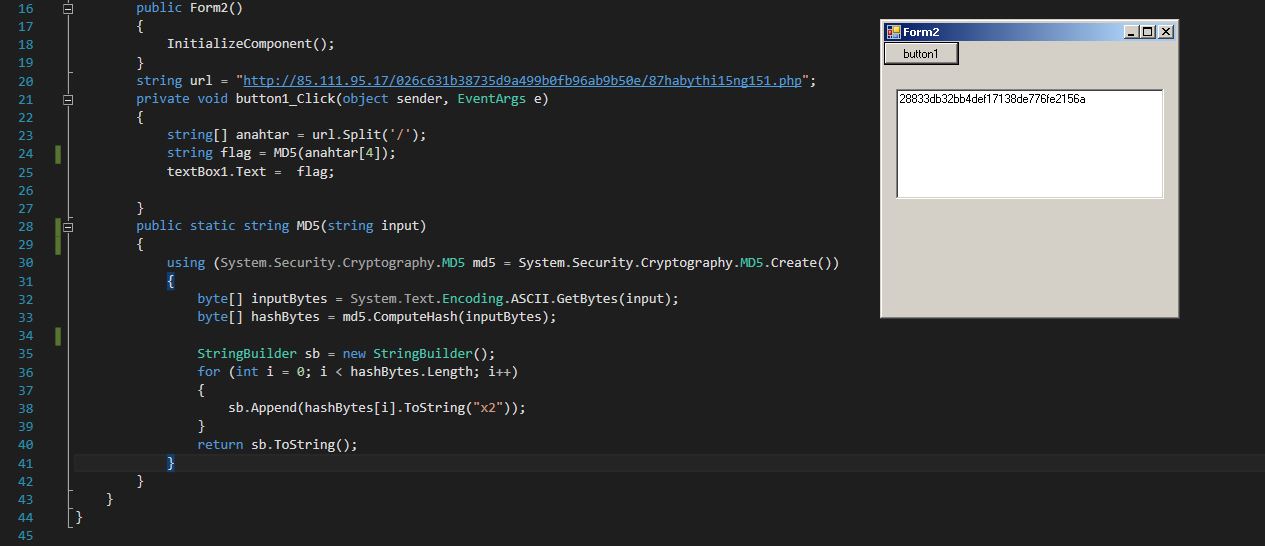 16 public Form2()
17 {
18 InitializeComponent();
19 }
20 string url = "http://85.111.95.17/026c631b38735d9a499b0fb96ab9b50e/87habythi15ng151.php";
21 private void button1_Click(object sender, EventArgs e)
22 {
23 string[] anahtar = url.Split('/');
24 string flag = MD5(anahtar[4]);
25 textBox1.Text =  flag;
26
27 }
28 public static string MD5(string input)
29 {
30 using (System.Security.Cryptography.MD5 md5 = System.Security.Cryptography.MD5.Create())
31 {
32 byte[] inputBytes = System.Text.Encoding.ASCII.GetBytes(input);
33 byte[] hashBytes = md5.ComputeHash(inputBytes);
34
35 StringBuilder sb = new StringBuilder();
36 for (int i = 0; i < hashBytes.Length; i++)
37 {
38 sb.Append(hashBytes[i].ToString("x2"));
39 }
40 return sb.ToString();
41 }
42 }
43 }
44 }
45
Form2
button1
28833db32bb4def17138de776fe2156a